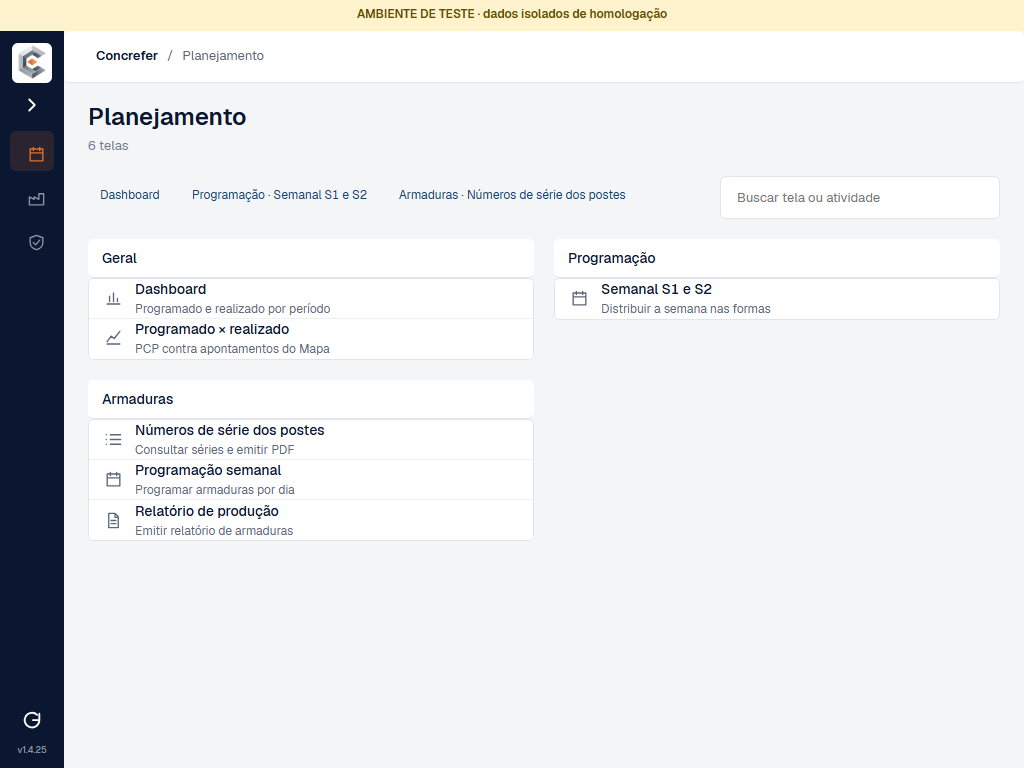 AMBIENTE DE TESTE · dados isolados de homologação
Concrefer / Planejamento
Planejamento
6 telas
Dashboard
Programação · Semanal S1 e S2
Armaduras · Números de série dos postes
Buscar tela ou atividade
Geral
Dashboard
Programado e realizado por período
Programado × realizado
PCP contra apontamentos do Mapa
Programação
Semanal S1 e S2
Distribuir a semana nas formas
Armaduras
Números de série dos postes
Consultar séries e emitir PDF
Programação semanal
Programar armaduras por dia
Relatório de produção
Emitir relatório de armaduras
v1.4.25